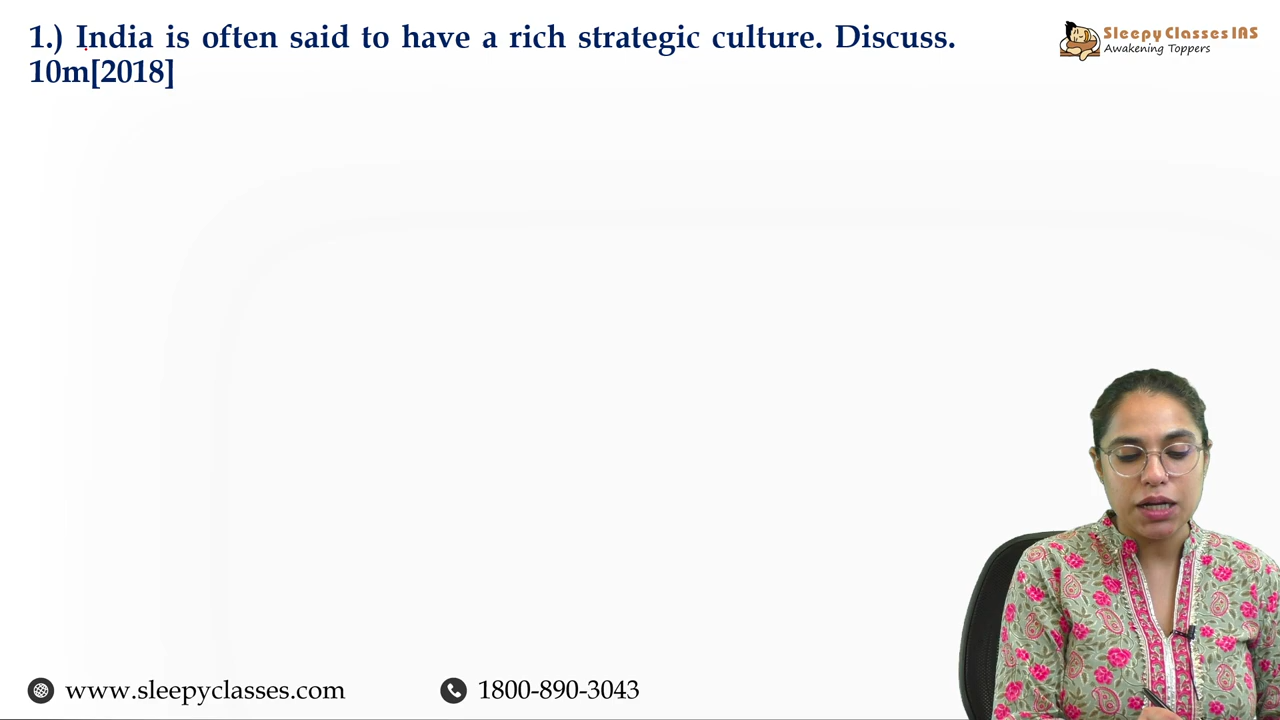 1.) India is often said to have a rich strategic culture. Discuss.
10m[2018]
Sleepy Classes IAS
Awakening Toppers
www.sleepyclasses.com
1800-890-3043